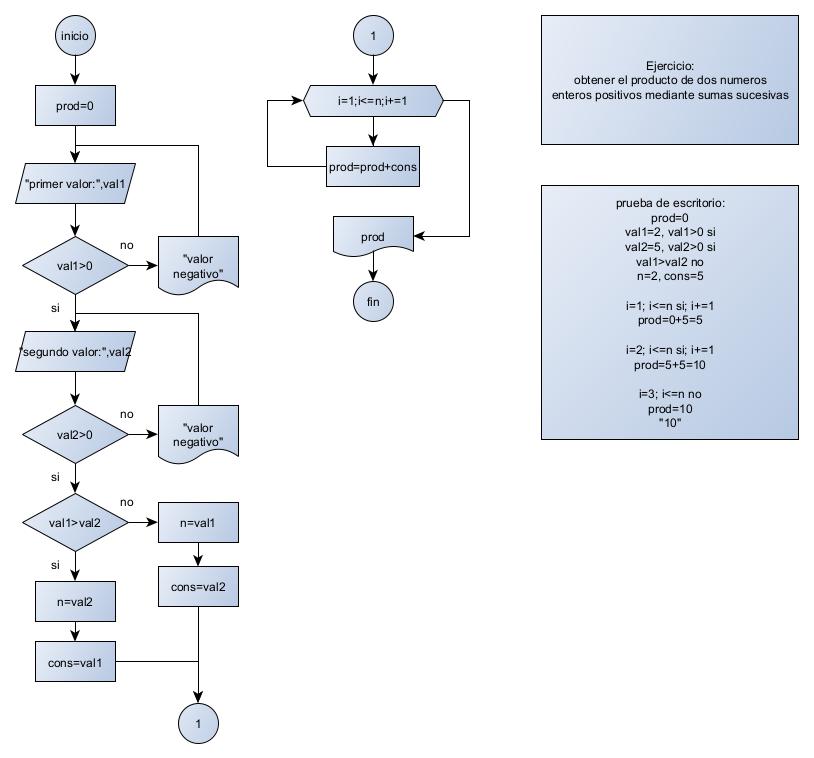 inicio
prod=0
"primer valor:",val1
val1>0
no
"valor
negativo"
si
"segundo valor:",val2
val2>0
no
"valor
negativo"
si
val1>val2
no
n=val1
cons=val2
si
n=val2
cons=val1
1
1
i=1;i<=n;i+=1
prod=prod+cons
prod
fin
Ejercicio:
obtener el producto de dos numeros
enteros positivos mediante sumas sucesivas
prueba de escritorio:
prod=0
val1=2, val1>0 si
val2=5, val2>0 si
val1>val2 no
n=2, cons=5
i=1; i<=n si; i+=1
prod=0+5=5
i=2; i<=n si; i+=1
prod=5+5=10
i=3; i<=n no
prod=10
"10"